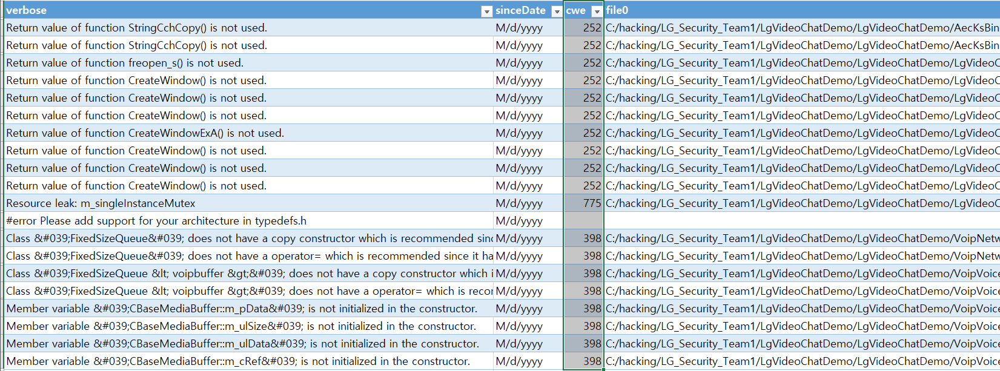 verbose sinceDate cwe file0
Return value of function StringCchCopy() is not used. M/d/yyyy 252 C:/hacking/LG_Security_Team1/LgVideoChatDemo/LgVideoChatDemo/AecKsBin
Return value of function StringCchCopy() is not used. M/d/yyyy 252 C:/hacking/LG_Security_Team1/LgVideoChatDemo/LgVideoChatDemo/AecKsBin
Return value of function freopen_s() is not used. M/d/yyyy 252 C:/hacking/LG_Security_Team1/LgVideoChatDemo/LgVideoChatDemo/LgVideoC
Return value of function CreateWindow() is not used. M/d/yyyy 252 C:/hacking/LG_Security_Team1/LgVideoChatDemo/LgVideoChatDemo/LgVideoC
Return value of function CreateWindow() is not used. M/d/yyyy 252 C:/hacking/LG_Security_Team1/LgVideoChatDemo/LgVideoChatDemo/LgVideoC
Return value of function CreateWindow() is not used. M/d/yyyy 252 C:/hacking/LG_Security_Team1/LgVideoChatDemo/LgVideoChatDemo/LgVideoC
Return value of function CreateWindowExA() is not used. M/d/yyyy 252 C:/hacking/LG_Security_Team1/LgVideoChatDemo/LgVideoChatDemo/LgVideoC
Return value of function CreateWindow() is not used. M/d/yyyy 252 C:/hacking/LG_Security_Team1/LgVideoChatDemo/LgVideoChatDemo/LgVideoC
Return value of function CreateWindow() is not used. M/d/yyyy 252 C:/hacking/LG_Security_Team1/LgVideoChatDemo/LgVideoChatDemo/LgVideoC
Return value of function CreateWindow() is not used. M/d/yyyy 252 C:/hacking/LG_Security_Team1/LgVideoChatDemo/LgVideoChatDemo/LgVideoC
Resource leak: m_singleInstanceMutex M/d/yyyy 775 C:/hacking/LG_Security_Team1/LgVideoChatDemo/LgVideoChatDemo/LgVideoC
#error Please add support for your architecture in typedefs.h M/d/yyyy
Class &#039;FixedSizeQueue&#039; does not have a copy constructor which is recommended sinc M/d/yyyy 398 C:/hacking/LG_Security_Team1/LgVideoChatDemo/LgVideoChatDemo/VoipNetw
Class &#039;FixedSizeQueue&#039; does not have a operator= which is recommended since it ha M/d/yyyy 398 C:/hacking/LG_Security_Team1/LgVideoChatDemo/LgVideoChatDemo/VoipNetw
Class &#039;FixedSizeQueue &lt; voipbuffer &gt;&#039; does not have a copy constructor which i M/d/yyyy 398 C:/hacking/LG_Security_Team1/LgVideoChatDemo/LgVideoChatDemo/VoipVoice
Class &#039;FixedSizeQueue &lt; voipbuffer &gt;&#039; does not have a operator= which is recor M/d/yyyy 398 C:/hacking/LG_Security_Team1/LgVideoChatDemo/LgVideoChatDemo/VoipVoice
Member variable &#039;CBaseMediaBuffer::m_pData&#039; is not initialized in the constructor. M/d/yyyy 398 C:/hacking/LG_Security_Team1/LgVideoChatDemo/LgVideoChatDemo/VoipVoice
Member variable &#039;CBaseMediaBuffer::m_ulSize&#039; is not initialized in the constructor. M/d/yyyy 398 C:/hacking/LG_Security_Team1/LgVideoChatDemo/LgVideoChatDemo/VoipVoice
Member variable &#039;CBaseMediaBuffer::m_ulData&#039; is not initialized in the constructor. M/d/yyyy 398 C:/hacking/LG_Security_Team1/LgVideoChatDemo/LgVideoChatDemo/VoipVoice
Member variable &#039;CBaseMediaBuffer::m_cRef&#039; is not initialized in the constructor. M/d/yyyy 398 C:/hacking/LG_Security_Team1/LgVideoChatDemo/LgVideoChatDemo/VoipVoice